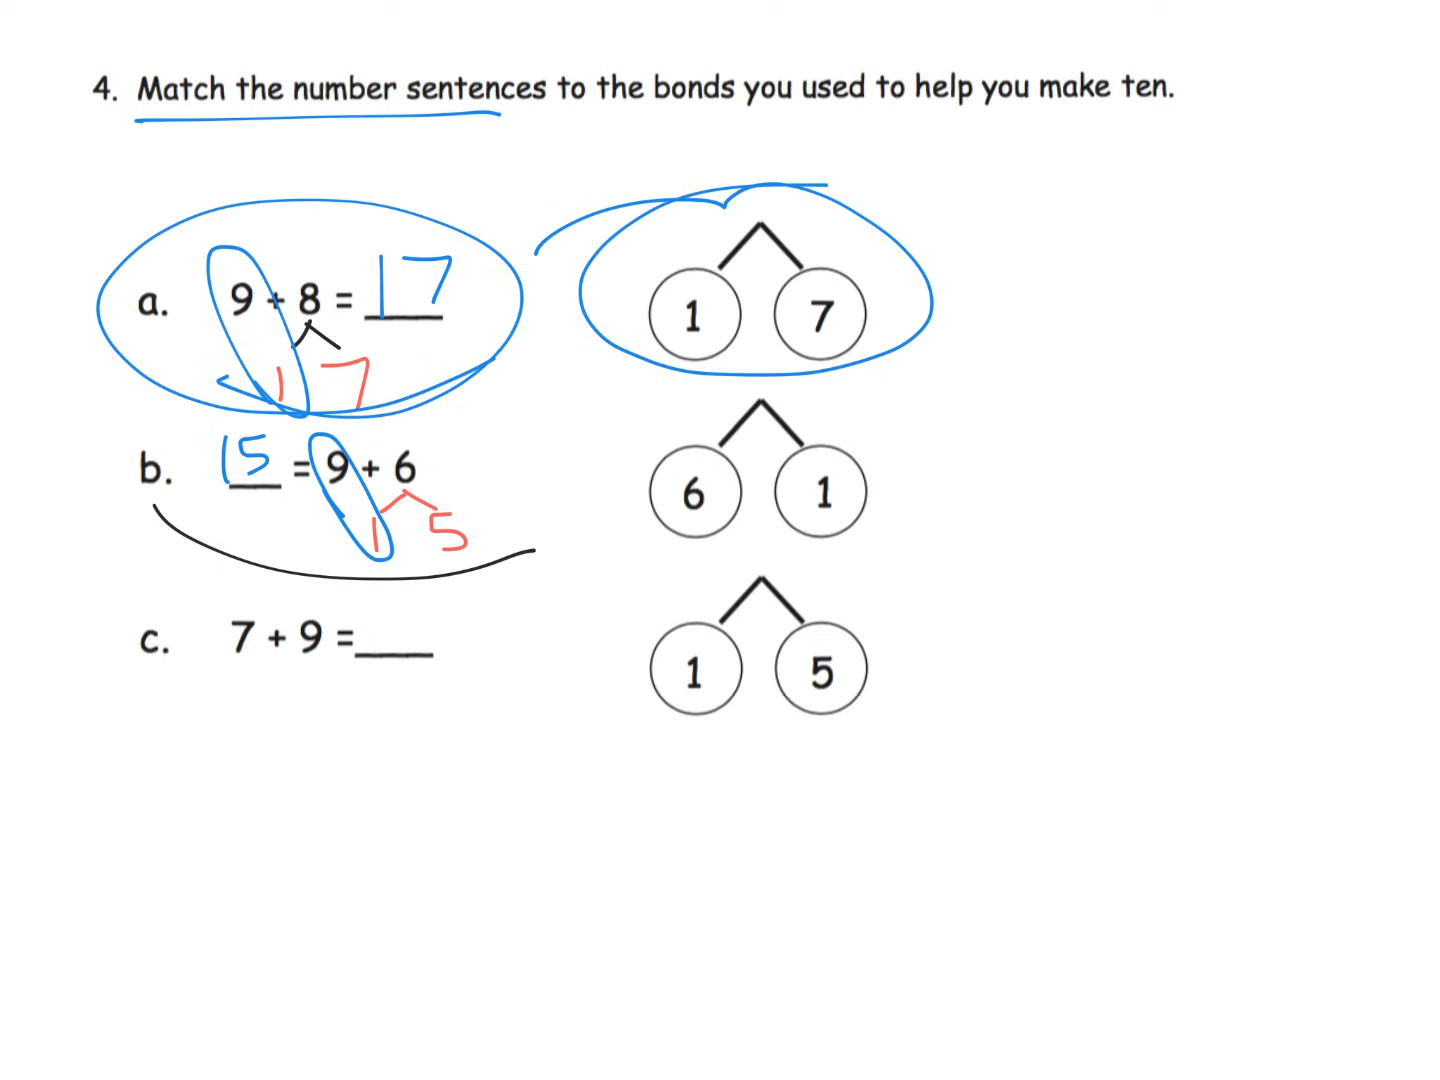 4. Match the number sentences to the bonds you used to help you make ten.
a. 9 + 8 = 17
1 7
1 7
b. 15 = 9 + 6
1 5
6 1
c. 7 + 9 = ___
1 5